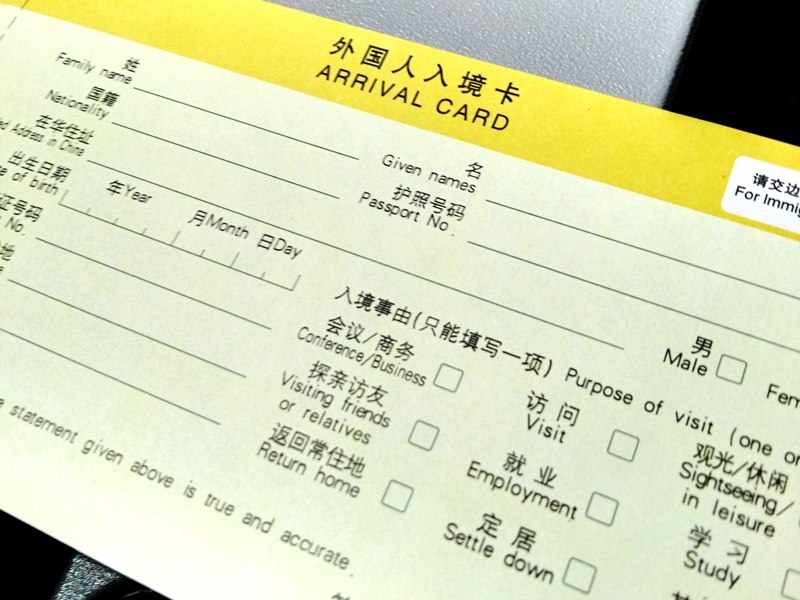 外国人入境卡
ARRIVAL CARD
请交边
For Immig
姓
Family name
名
Given names
国籍
Nationality
护照号码
Passport No.
在华住址
Address in China
男
Male
Fem
出生日期
of birth
年Year 月Month 日Day
入境事由(只能填写一项) Purpose of visit (one on
证号码
No.
会议/商务
Conference/Business
访问
Visit
观光/休闲
Sightseeing/
in leisure
地
探亲访友
Visiting friends
or relatives
就业
Employment
学习
Study
返回常住地
Return home
定居
Settle down
statement given above is true and accurate.